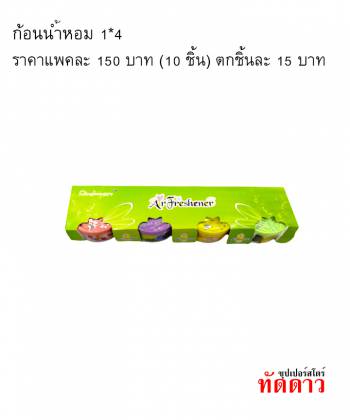 ก้อนน้ำหอม 1*4
ราคาแพคละ 150 บาท (10 ชิ้น) ตกชิ้นละ 15 บาท
Air Freshener
ซุปเปอร์สโตร์
ทัดดาว